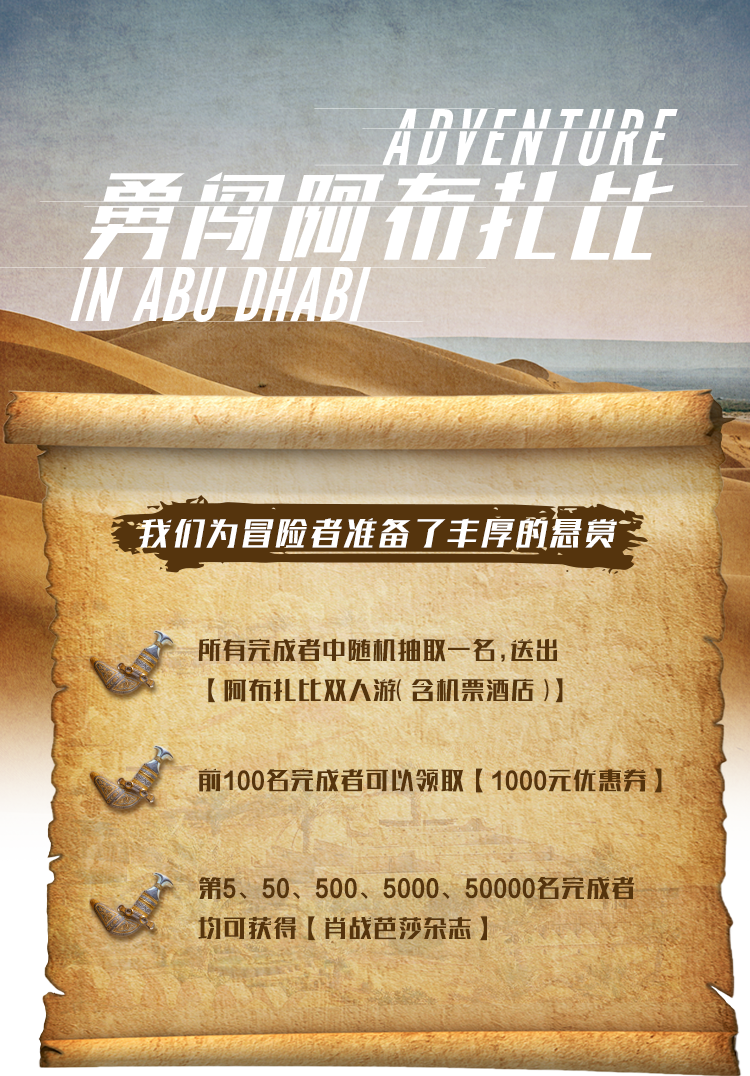 ADVENTURE
勇闯阿布扎比
IN ABU DHABI
我们为冒险者准备了丰厚的悬赏
所有完成者中随机抽取一名,送出
【阿布扎比双人游(含机票酒店)】
前100名完成者可以领取【1000元优惠券】
第5、50、500、5000、50000名完成者
均可获得【肖战芭莎杂志】